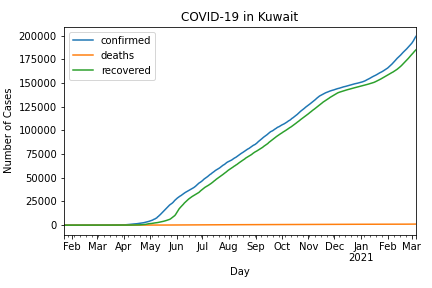 COVID-19 in Kuwait
confirmed
deaths
recovered
Number of Cases
200000
175000
150000
125000
100000
75000
50000
25000
0
Feb Mar Apr May Jun Jul Aug Sep Oct Nov Dec Jan Feb Mar
2021
Day